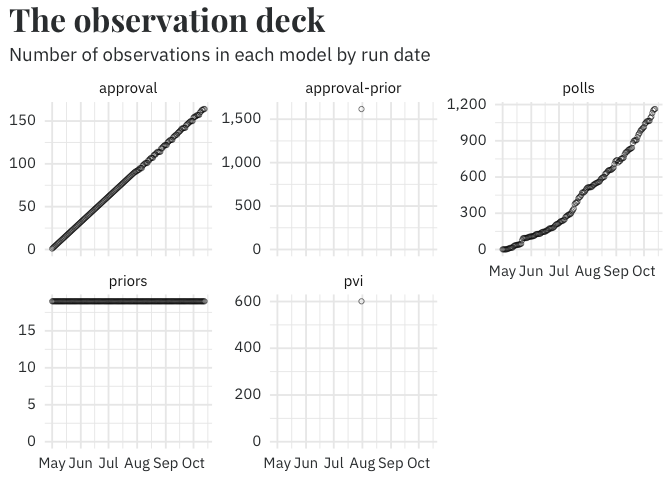 The observation deck
Number of observations in each model by run date
approval
150
100
50
0
approval-prior
1,500
1,000
500
0
polls
1,200
900
600
300
0
May Jun Jul Aug Sep Oct
priors
15
10
5
0
May Jun Jul Aug Sep Oct
pvi
600
400
200
0
May Jun Jul Aug Sep Oct